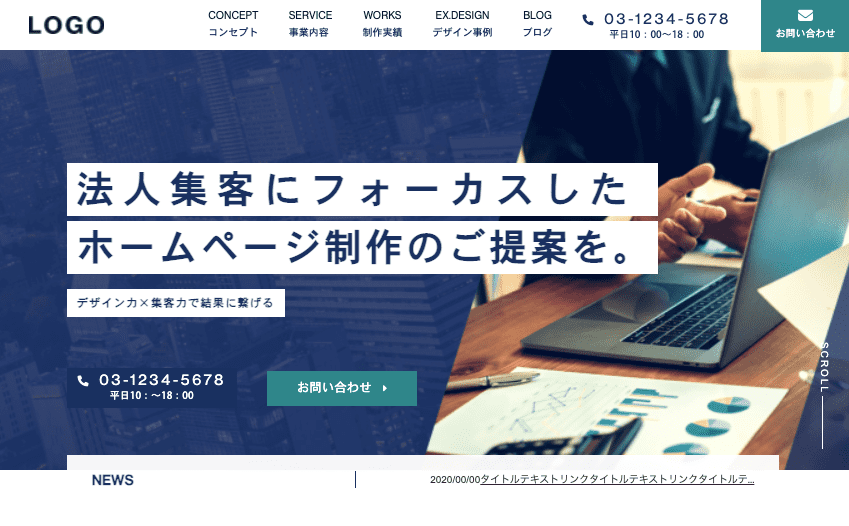 LOGO
CONCEPT
コンセプト
SERVICE
事業内容
WORKS
制作実績
EX.DESIGN
デザイン事例
BLOG
ブログ
03-1234-5678
平日10：00〜18：00
お問い合わせ
法人集客にフォーカスした
ホームページ制作のご提案を。
デザイン力×集客力で結果に繋げる
03-1234-5678
平日10：〜18：00
お問い合わせ
SCROLL
NEWS
2020/00/00タイトルテキストリンクタイトルテキストリンクタイトルテ...